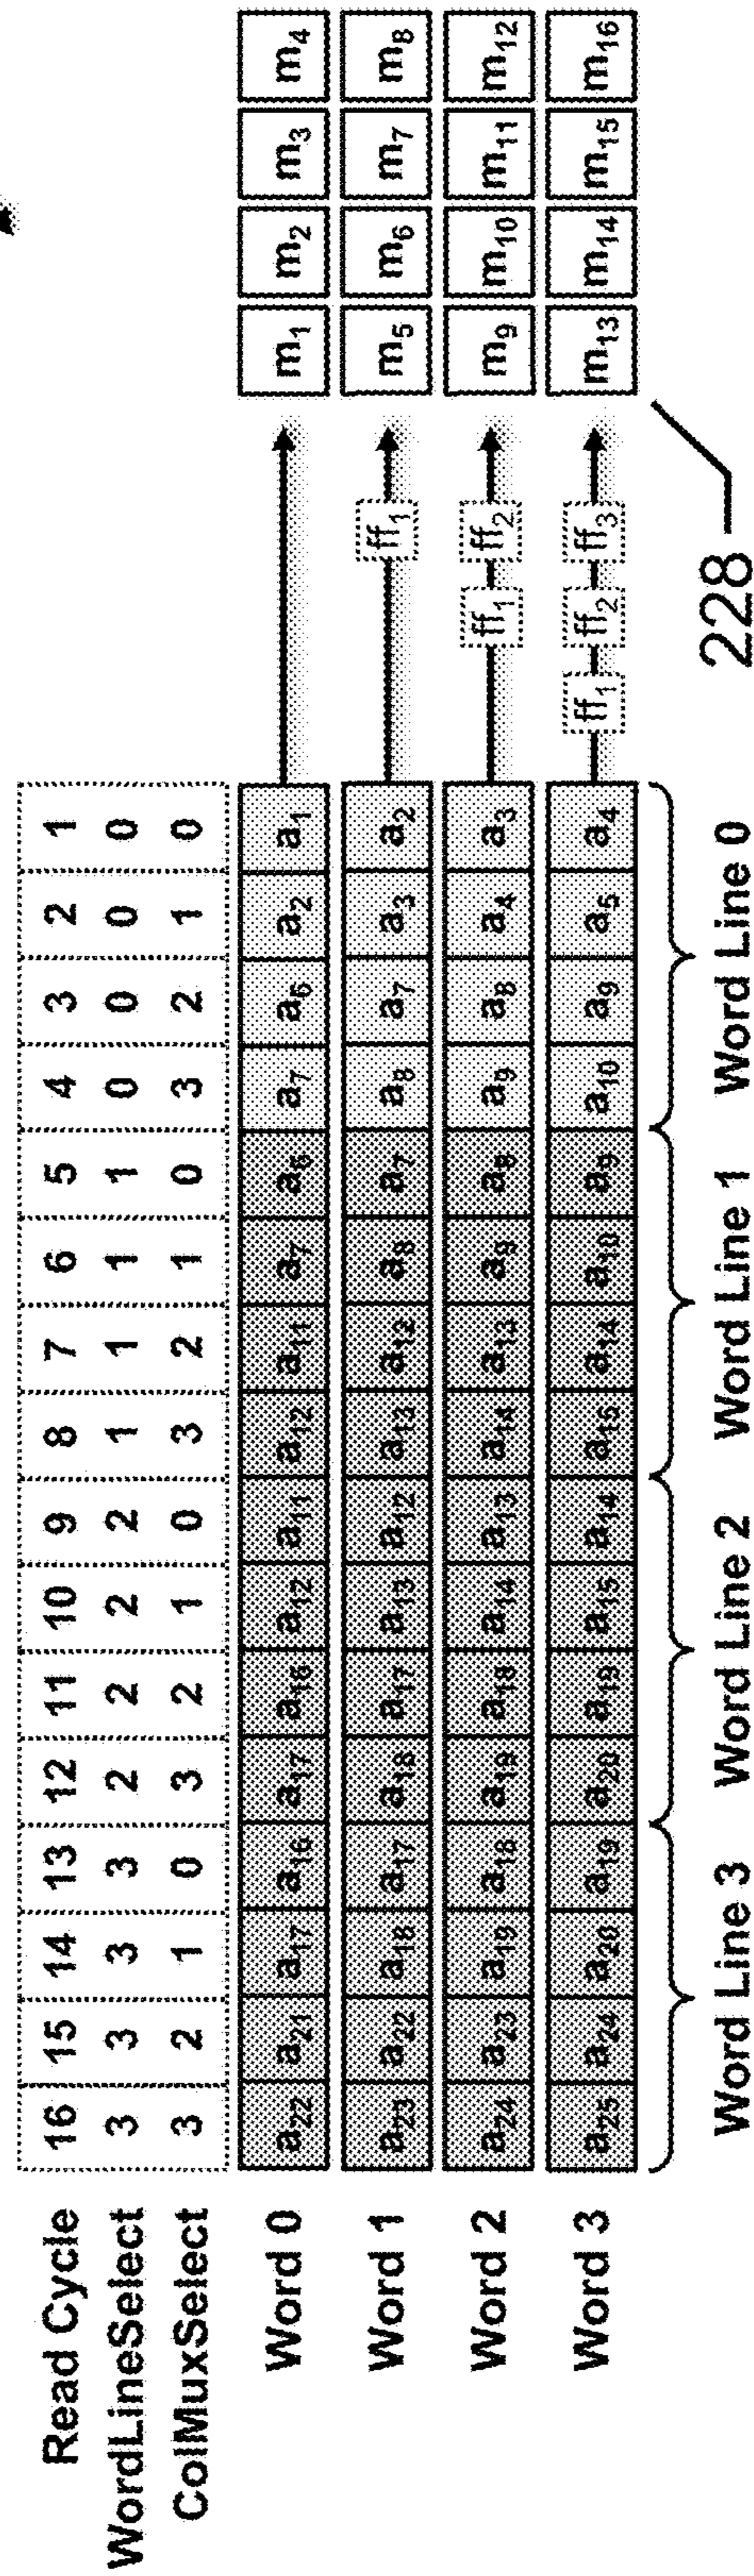 Read Cycle 16 15 14 13 12 11 10 9 8 7 6 5 4 3 2 1
WordLineSelect 3 3 3 3 2 2 2 2 1 1 1 1 0 0 0 0
ColMuxSelect 3 2 1 0 3 2 1 0 3 2 1 0 3 2 1 0
Word 0 a22 a21 a17 a16 a17 a16 a12 a11 a12 a11 a7 a6 a7 a6 a2 a1 m1 m2 m3 m4
Word 1 a23 a22 a18 a17 a18 a17 a13 a12 a13 a12 a8 a7 a8 a7 a3 a2 ff1 m5 m6 m7 m8
Word 2 a24 a23 a19 a18 a19 a18 a14 a13 a14 a13 a9 a8 a9 a8 a4 a3 ff1 ff2 m9 m10 m11 m12
Word 3 a25 a24 a20 a19 a20 a19 a15 a14 a15 a14 a10 a9 a10 a9 a5 a4 ff1 ff2 ff3 m13 m14 m15 m16
Word Line 3 Word Line 2 Word Line 1 Word Line 0
228